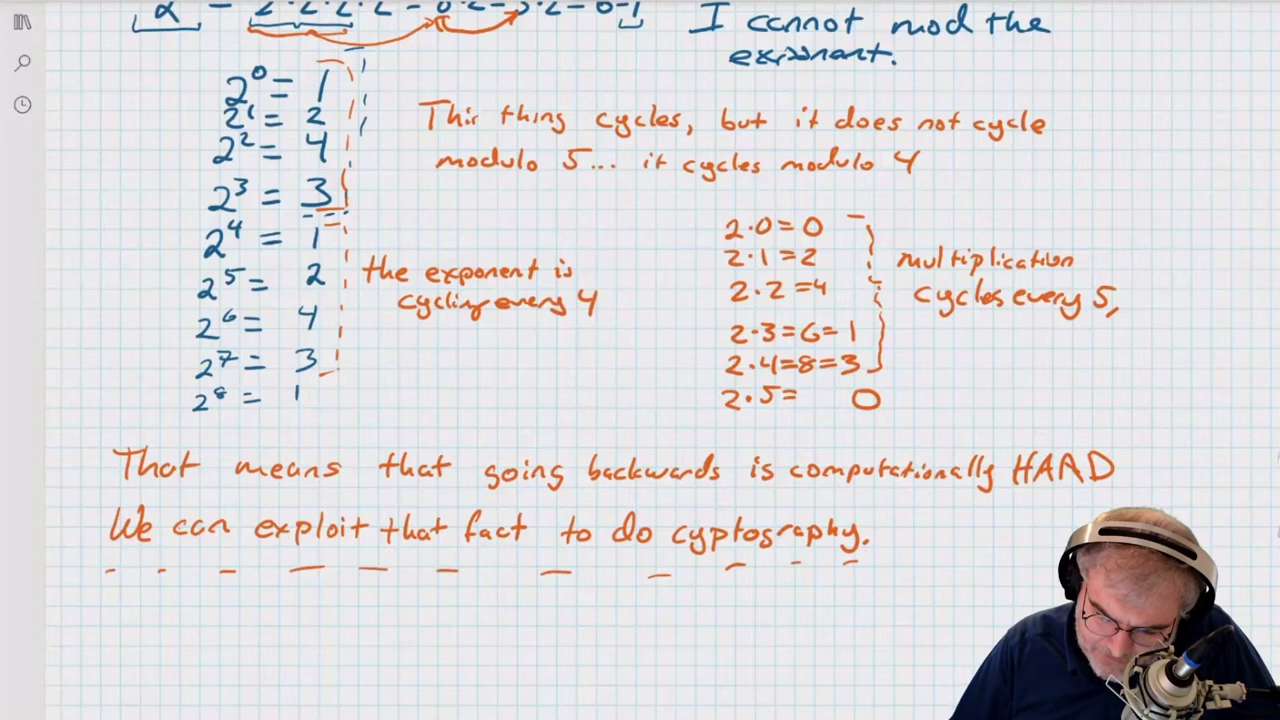 I cannot mod the
exponent.
2⁰ = 1
2¹ = 2
2² = 4
2³ = 3
2⁴ = 1
2⁵ = 2
2⁶ = 4
2⁷ = 3
2⁸ = 1
This thing cycles, but it does not cycle
modulo 5... it cycles modulo 4
the exponent is
cycling every 4
2·0=0
2·1=2
2·2=4
2·3=6=1
2·4=8=3
2·5= 0
multiplication
cycles every 5,
That means that going backwards is computationally HARD
We can exploit that fact to do cyptography.